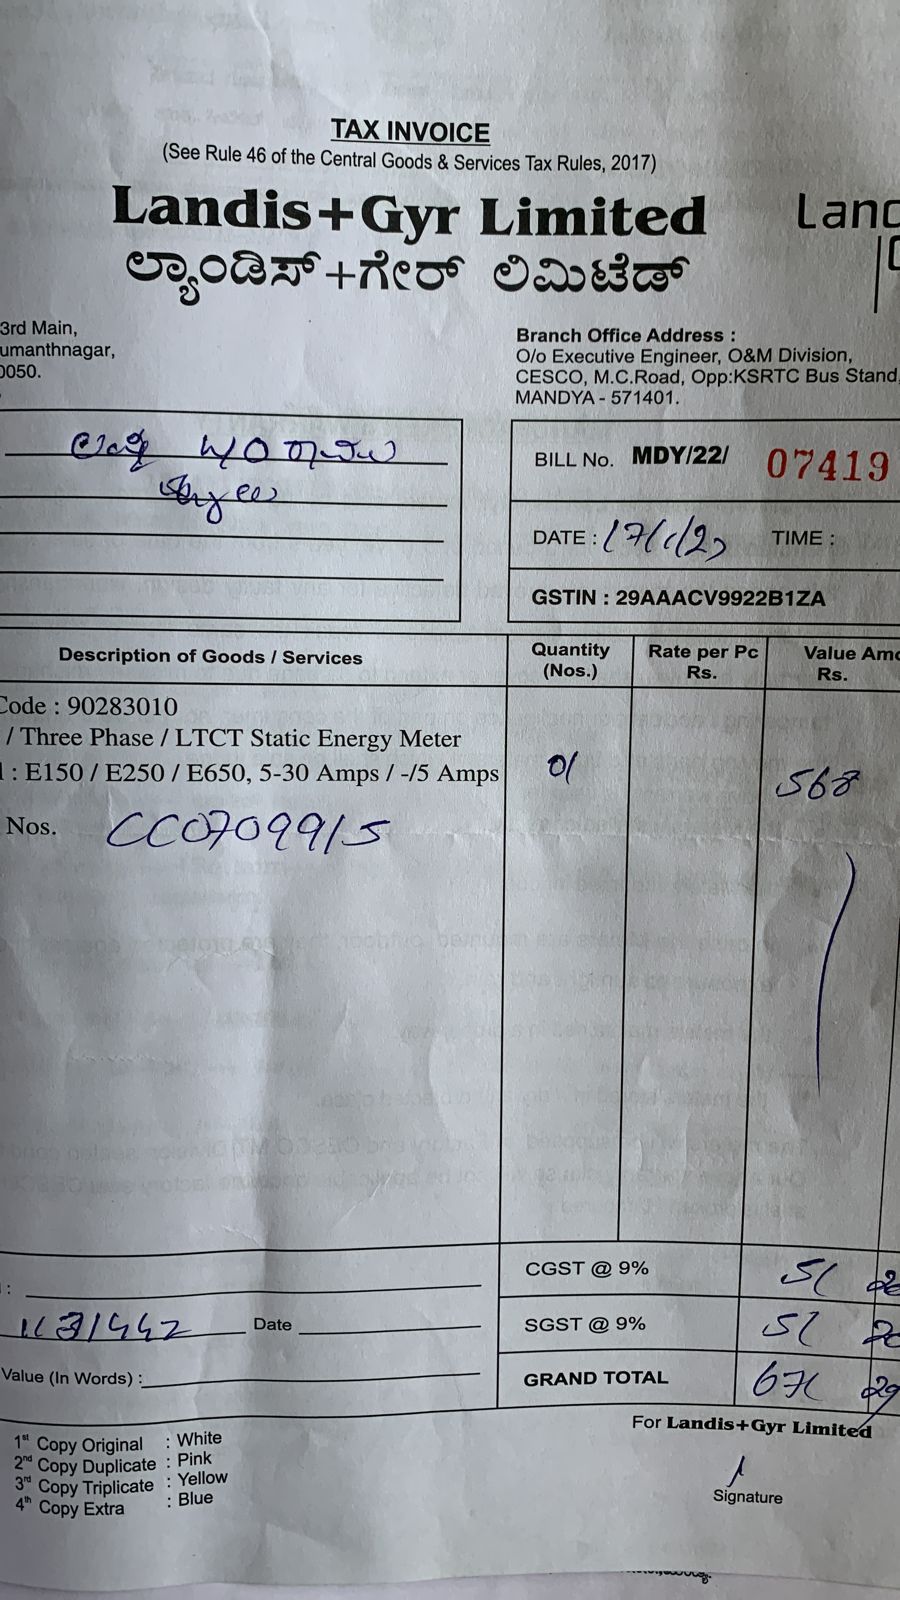 TAX INVOICE
(See Rule 46 of the Central Goods & Services Tax Rules, 2017)
Landis+Gyr Limited
Land
ಲ್ಯಾಂಡಿಸ್+ಗೇರ್ ಲಿಮಿಟೆಡ್
3rd Main,
umanthnagar,
0050.
Branch Office Address :
O/o Executive Engineer, O&M Division,
CESCO, M.C.Road, Opp:KSRTC Bus Stand,
MANDYA - 571401.
BILL No. MDY/22/ 07419
DATE : TIME :
GSTIN : 29AAACV9922B1ZA
Description of Goods / Services Quantity (Nos.) Rate per Pc Rs. Value Amo Rs.
Code : 90283010
/ Three Phase / LTCT Static Energy Meter
l : E150 / E250 / E650, 5-30 Amps / -/5 Amps 01 568
Nos. CC0709915
CGST @ 9% 51
Date
SGST @ 9% 51
Value (In Words) :
GRAND TOTAL 671 29
For Landis+Gyr Limited
1st Copy Original : White
2nd Copy Duplicate : Pink
3rd Copy Triplicate : Yellow
4th Copy Extra : Blue
Signature